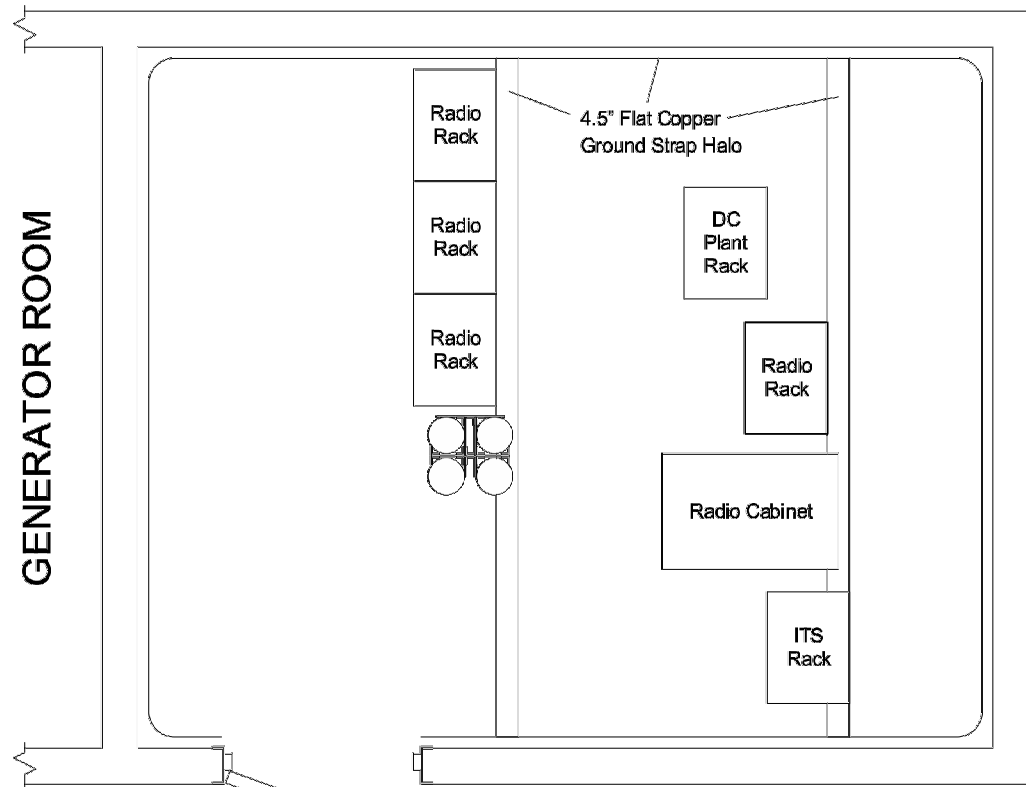 GENERATOR ROOM
Radio
Rack
Radio
Rack
Radio
Rack
4.5" Flat Copper
Ground Strap Halo
DC
Plant
Rack
Radio
Rack
Radio Cabinet
ITS
Rack